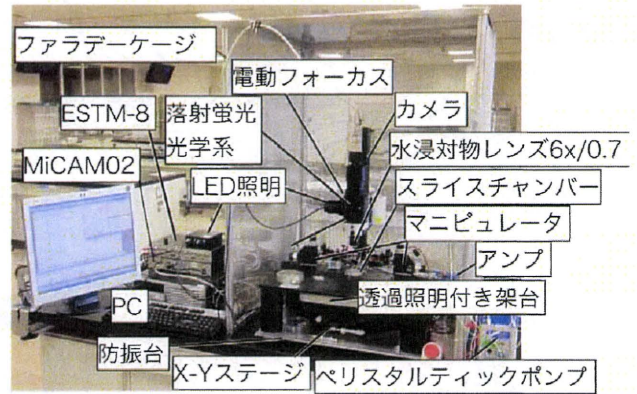 ファラデーケージ
電動フォーカス
ESTM-8
落射蛍光
光学系
カメラ
水浸対物レンズ6x/0.7
MiCAM02
LED照明
スライスチャンバー
マニピュレータ
アンプ
透過照明付き架台
PC
防振台
X-Yステージ
ペリスタルティックポンプ